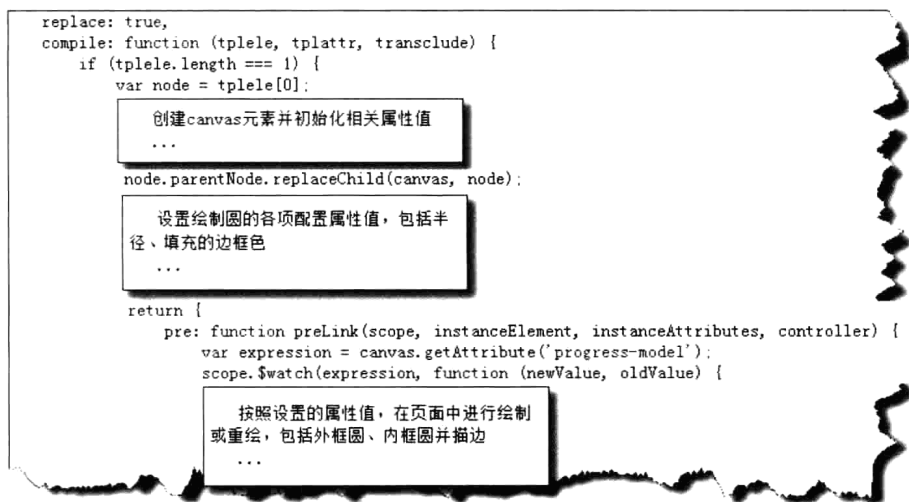 replace: true,
compile: function (tplele, tplattr, transclude) {
if (tplele.length === 1) {
var node = tplele[0];
创建canvas元素并初始化相关属性值
...
node.parentNode.replaceChild(canvas, node);
设置绘制圆的各项配置属性值，包括半
径、填充的边框色
...
return {
pre: function preLink(scope, instanceElement, instanceAttributes, controller) {
var expression = canvas.getAttribute('progress-model');
scope.$watch(expression, function (newValue, oldValue) {
按照设置的属性值，在页面中进行绘制
或重绘，包括外框圆、内框圆并描边
...